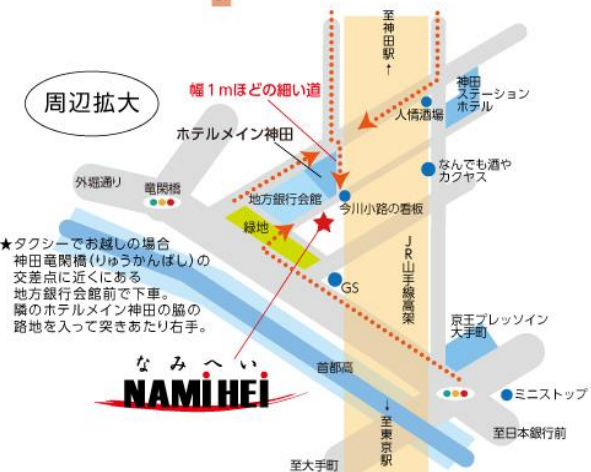 至神田駅↑
周辺拡大
幅1mほどの細い道
神田
ステーション
ホテル
人情酒場
ホテルメイン神田
なんでも酒や
カクヤス
外堀通り
竜閑橋
地方銀行会館
今川小路の看板
緑地
★タクシーでお越しの場合
神田竜閑橋(りゅうかんばし)の
交差点に近くにある
地方銀行会館前で下車。
隣のホテルメイン神田の脇の
路地を入って突きあたり右手。
JR山手線高架
GS
京王プレッソイン
大手町
なみへい
NAMiHEi
首都高
ミニストップ
↓至東京駅
至日本銀行前
至大手町